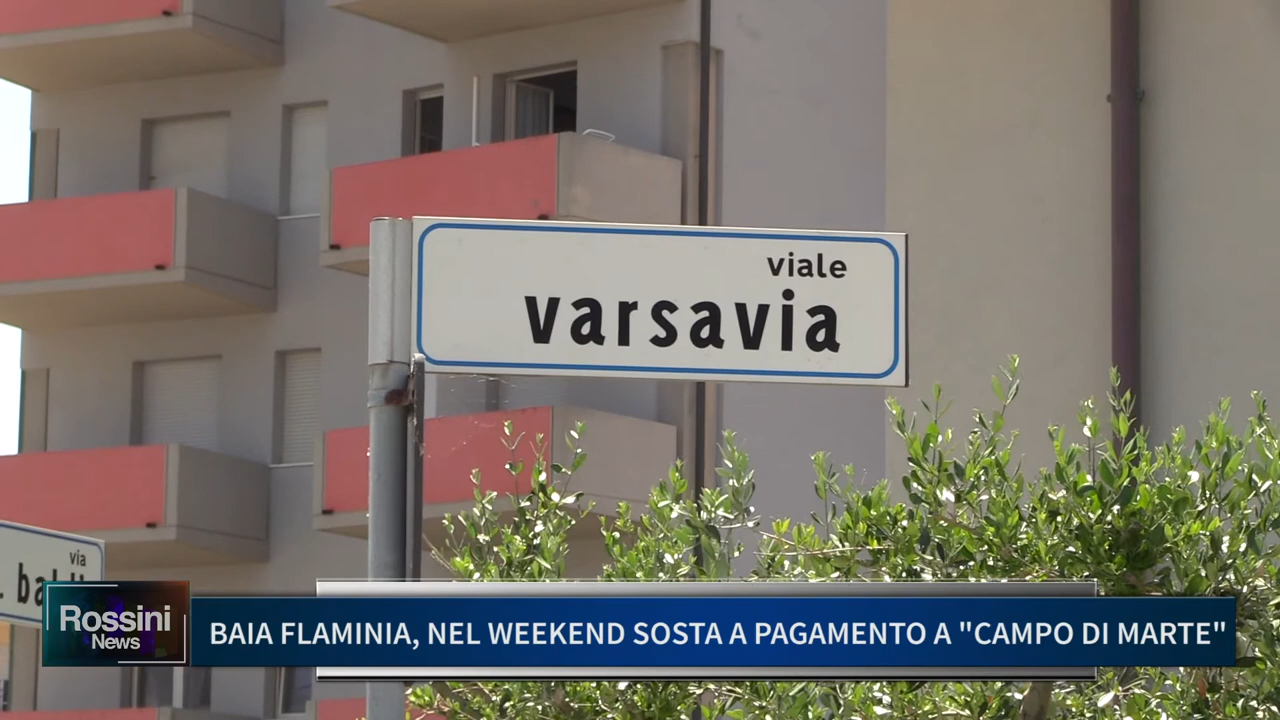 viale
varsavia
via
Rossini
News
BAIA FLAMINIA, NEL WEEKEND SOSTA A PAGAMENTO A "CAMPO DI MARTE"